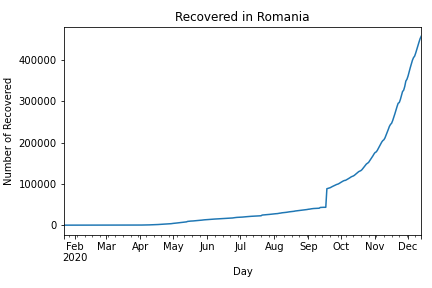 Recovered in Romania
Number of Recovered
400000
300000
200000
100000
0
Feb Mar Apr May Jun Jul Aug Sep Oct Nov Dec
2020
Day